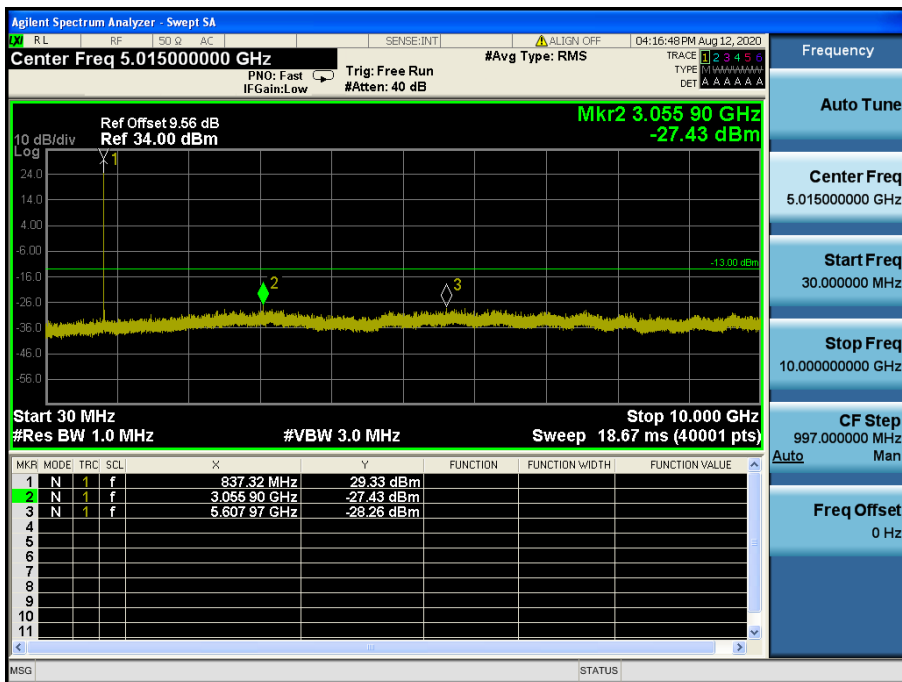 Agilent Spectrum Analyzer - Swept SA
LXI RL RF 50 Ω AC SENSE:INT ALIGN OFF 04:16:48 PM Aug 12, 2020
Center Freq 5.015000000 GHz #Avg Type: RMS TRACE 1 2 3 4 5 6
PNO: Fast Trig: Free Run TYPE M WWWWW
IFGain:Low #Atten: 40 dB DET A A A A A A
Frequency
Auto Tune
Center Freq
5.015000000 GHz
Start Freq
30.000000 MHz
Stop Freq
10.000000000 GHz
CF Step
997.000000 MHz
Auto Man
Freq Offset
0 Hz
Mkr2 3.055 90 GHz
-27.43 dBm
Ref Offset 9.56 dB
10 dB/div Ref 34.00 dBm
Log
1
24.0
14.0
4.00
-6.00
-13.00 dBm
-16.0
2
3
-26.0
-36.0
-46.0
-56.0
Start 30 MHz Stop 10.000 GHz
#Res BW 1.0 MHz #VBW 3.0 MHz Sweep 18.67 ms (40001 pts)
MKR MODE TRC SCL X Y FUNCTION FUNCTION WIDTH FUNCTION VALUE
1 N 1 f 837.32 MHz 29.33 dBm
2 N 1 f 3.055 90 GHz -27.43 dBm
3 N 1 f 5.607 97 GHz -28.26 dBm
4
5
6
7
8
9
10
11
MSG STATUS